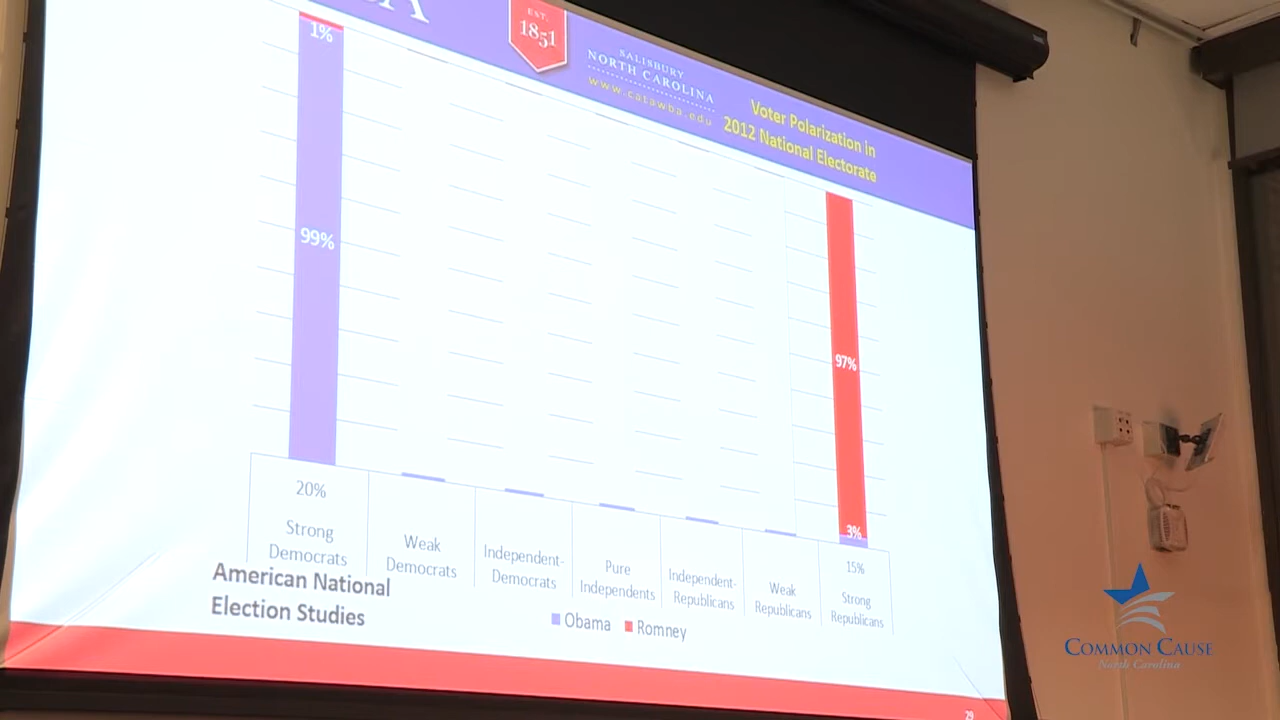 EST.
1851
SALISBURY
NORTH CAROLINA
www.catawba.edu
Voter Polarization in
2012 National Electorate
1%
99%
97%
3%
20%
15%
Strong
Democrats
Weak
Democrats
Independent-
Democrats
Pure
Independents
Independent-
Republicans
Weak
Republicans
Strong
Republicans
American National
Election Studies
Obama
Romney
29
COMMON CAUSE
North Carolina